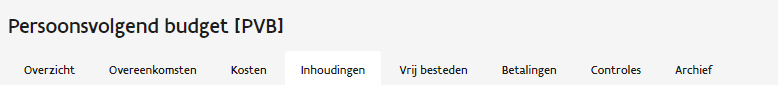 Persoonsvolgend budget [PVB]
Overzicht Overeenkomsten Kosten Inhoudingen Vrij besteden Betalingen Controles Archief